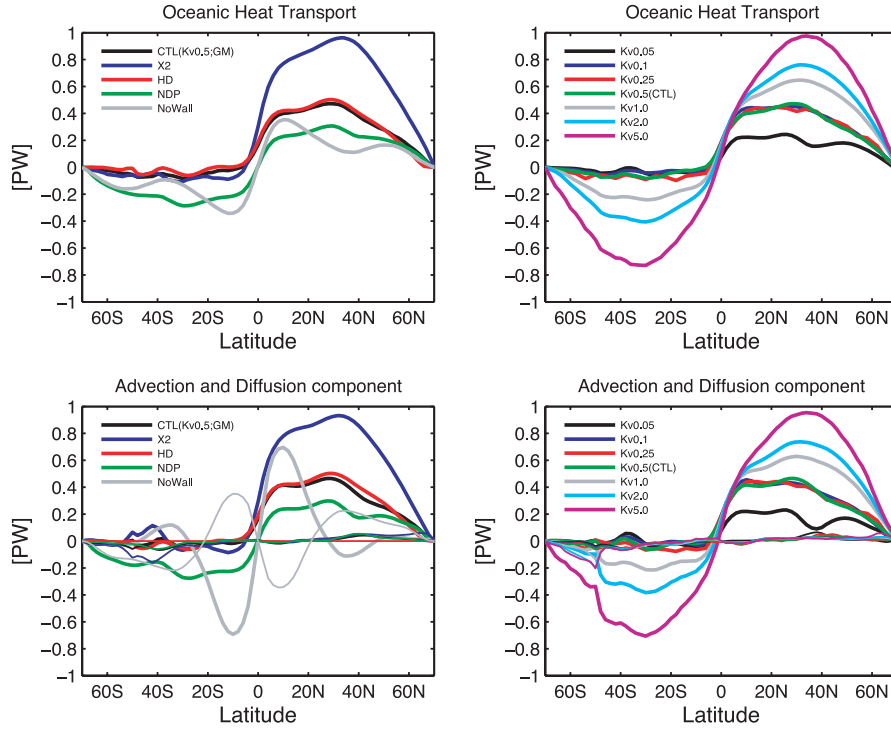 Oceanic Heat Transport
[PW]
1
0.8
0.6
0.4
0.2
0
−0.2
−0.4
−0.6
−0.8
−1
CTL(Kv0.5;GM)
X2
HD
NDP
NoWall
60S 40S 20S 0 20N 40N 60N
Latitude
Oceanic Heat Transport
[PW]
1
0.8
0.6
0.4
0.2
0
−0.2
−0.4
−0.6
−0.8
−1
Kv0.05
Kv0.1
Kv0.25
Kv0.5(CTL)
Kv1.0
Kv2.0
Kv5.0
60S 40S 20S 0 20N 40N 60N
Latitude
Advection and Diffusion component
[PW]
1
0.8
0.6
0.4
0.2
0
−0.2
−0.4
−0.6
−0.8
−1
CTL(Kv0.5;GM)
X2
HD
NDP
NoWall
60S 40S 20S 0 20N 40N 60N
Latitude
Advection and Diffusion component
[PW]
1
0.8
0.6
0.4
0.2
0
−0.2
−0.4
−0.6
−0.8
−1
Kv0.05
Kv0.1
Kv0.25
Kv0.5(CTL)
Kv1.0
Kv2.0
Kv5.0
60S 40S 20S 0 20N 40N 60N
Latitude